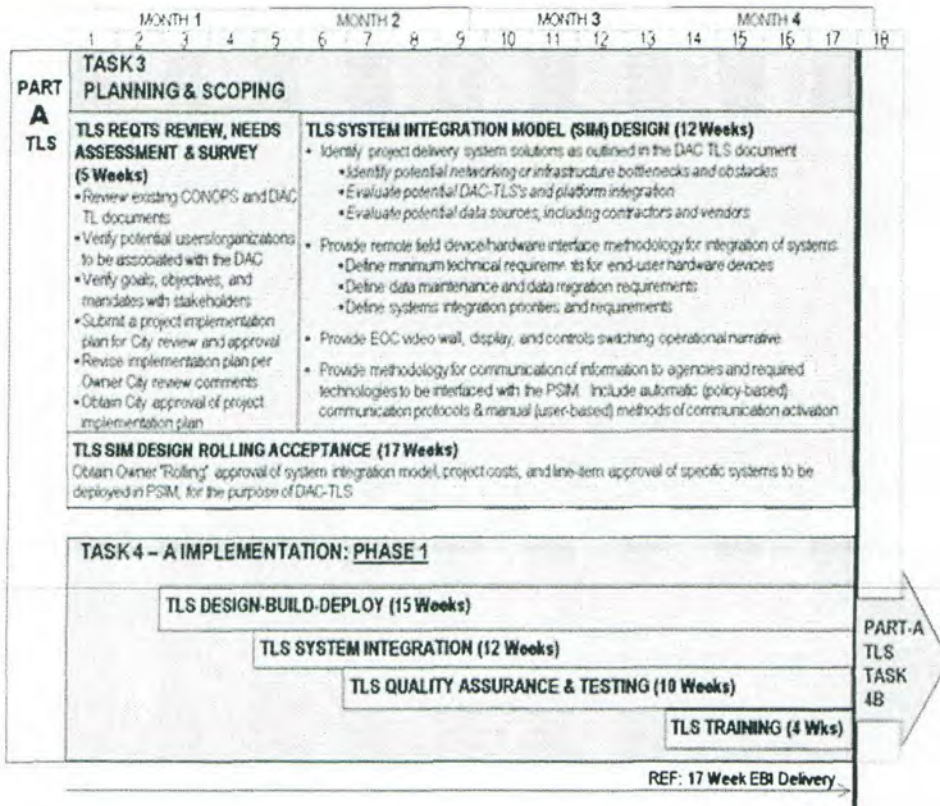 MONTH 1 MONTH 2 MONTH 3 MONTH 4
1 2 3 4 5 6 7 8 9 10 11 12 13 14 15 16 17 18
PART
A
TLS
TASK 3
PLANNING & SCOPING
TLS REQTS REVIEW, NEEDS
ASSESSMENT & SURVEY
(5 Weeks)
• Review existing CONOPS and DAC
TL documents
• Verify potential users/organizations
to be associated with the DAC
• Verify goals, objectives, and
mandates with stakeholders
• Submit a project implementation
plan for City review and approval
• Revise implementation plan per
Owner City review comments
• Obtain City approval of project
implementation plan
TLS SYSTEM INTEGRATION MODEL (SIM) DESIGN (12 Weeks)
• Identify project delivery system solutions as outlined in the DAC TLS document
• Identify potential networking or infrastructure bottlenecks and obstacles
• Evaluate potential DAC-TLS's and platform integration
• Evaluate potential data sources, including contractors and vendors
• Provide remote field device/hardware interface methodology for integration of systems
• Define minimum technical requirements for end-user hardware devices
• Define data maintenance and data migration requirements
• Define systems integration priorities and requirements
• Provide EOC video wall, display, and controls switching operational narrative
• Provide methodology for communication of information to agencies and required
technologies to be interfaced with the PSIM. Include automatic (policy-based)
communication protocols & manual (user-based) methods of communication activation
TLS SIM DESIGN ROLLING ACCEPTANCE (17 Weeks)
Obtain Owner "Rolling" approval of system integration model, project costs, and line-item approval of specific systems to be
deployed in PSIM, for the purpose of DAC-TLS
TASK 4 – A IMPLEMENTATION: PHASE 1
TLS DESIGN-BUILD-DEPLOY (15 Weeks)
TLS SYSTEM INTEGRATION (12 Weeks)
TLS QUALITY ASSURANCE & TESTING (10 Weeks)
TLS TRAINING (4 Wks)
PART-A
TLS
TASK
4B
REF: 17 Week EBI Delivery